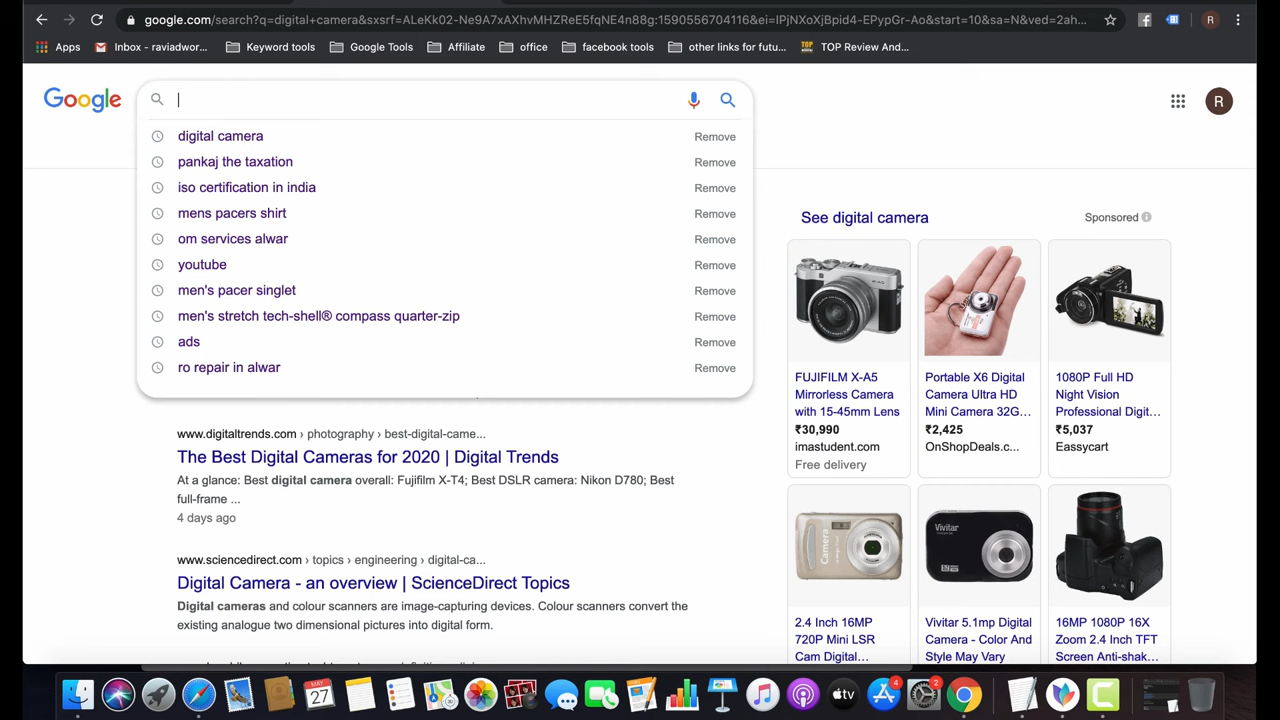 google.com/search?q=digital+camera&sxsrf=ALeKk02-Ne9A7xAXhvMHZReE5fqNE4n88g:1590556704116&ei=IPjNXoXjBpid4-EPypGr-Ao&start=10&sa=N&ved=2ah...
R
Apps
Inbox - raviadwor...
Keyword tools
Google Tools
Affiliate
office
facebook tools
other links for futu...
TOP Review And...
Google
R
digital camera Remove
pankaj the taxation Remove
iso certification in india Remove
mens pacers shirt Remove
om services alwar Remove
youtube Remove
men's pacer singlet Remove
men's stretch tech-shell® compass quarter-zip Remove
ads Remove
ro repair in alwar Remove
www.digitaltrends.com › photography › best-digital-came...
The Best Digital Cameras for 2020 | Digital Trends
At a glance: Best digital camera overall: Fujifilm X-T4; Best DSLR camera: Nikon D780; Best
full-frame ...
4 days ago
www.sciencedirect.com › topics › engineering › digital-ca...
Digital Camera - an overview | ScienceDirect Topics
Digital cameras and colour scanners are image-capturing devices. Colour scanners convert the
existing analogue two dimensional pictures into digital form.
See digital camera Sponsored
FUJIFILM X-A5
Mirrorless Camera
with 15-45mm Lens
₹30,990
imastudent.com
Free delivery
Portable X6 Digital
Camera Ultra HD
Mini Camera 32G...
₹2,425
OnShopDeals.c...
1080P Full HD
Night Vision
Professional Digit...
₹5,037
Eassycart
Camera
Vivitar
2.4 Inch 16MP
720P Mini LSR
Cam Digital...
Vivitar 5.1mp Digital
Camera - Color And
Style May Vary
16MP 1080P 16X
Zoom 2.4 Inch TFT
Screen Anti-shak...
MAY
27
tv
4
2
C